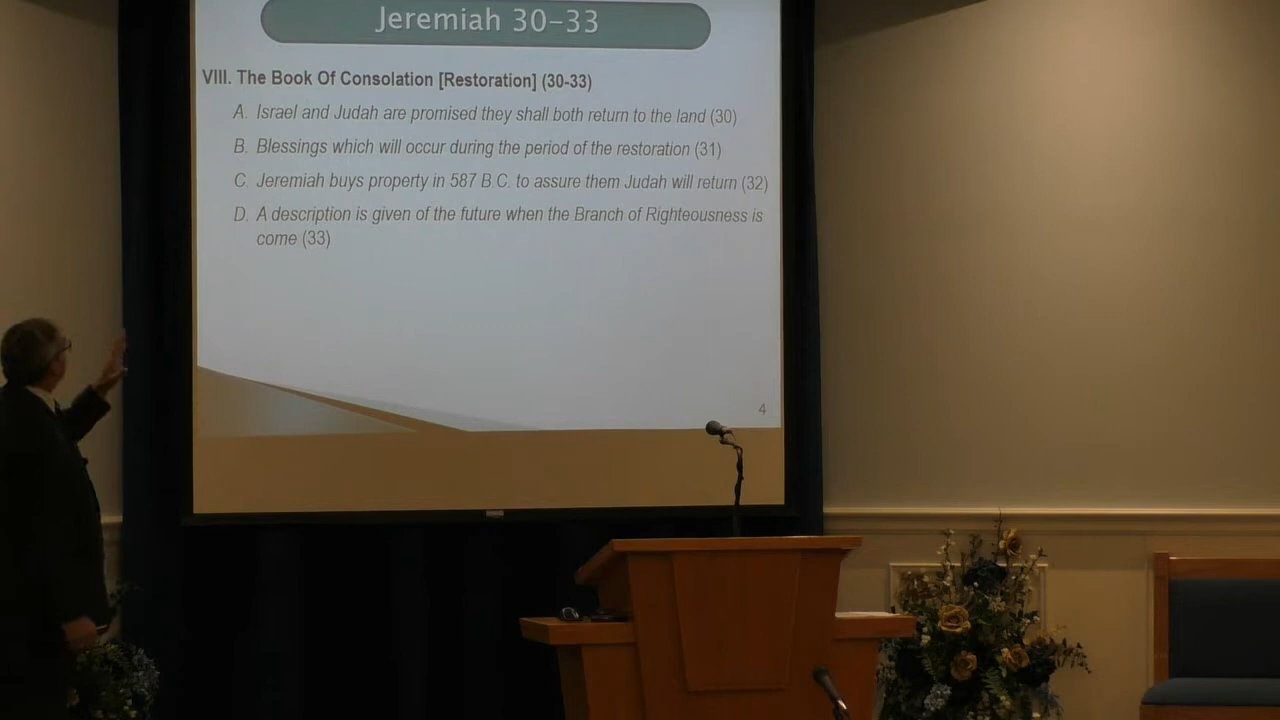 Jeremiah 30-33
VIII. The Book Of Consolation [Restoration] (30-33)
A. Israel and Judah are promised they shall both return to the land (30)
B. Blessings which will occur during the period of the restoration (31)
C. Jeremiah buys property in 587 B.C. to assure them Judah will return (32)
D. A description is given of the future when the Branch of Righteousness is
come (33)
4